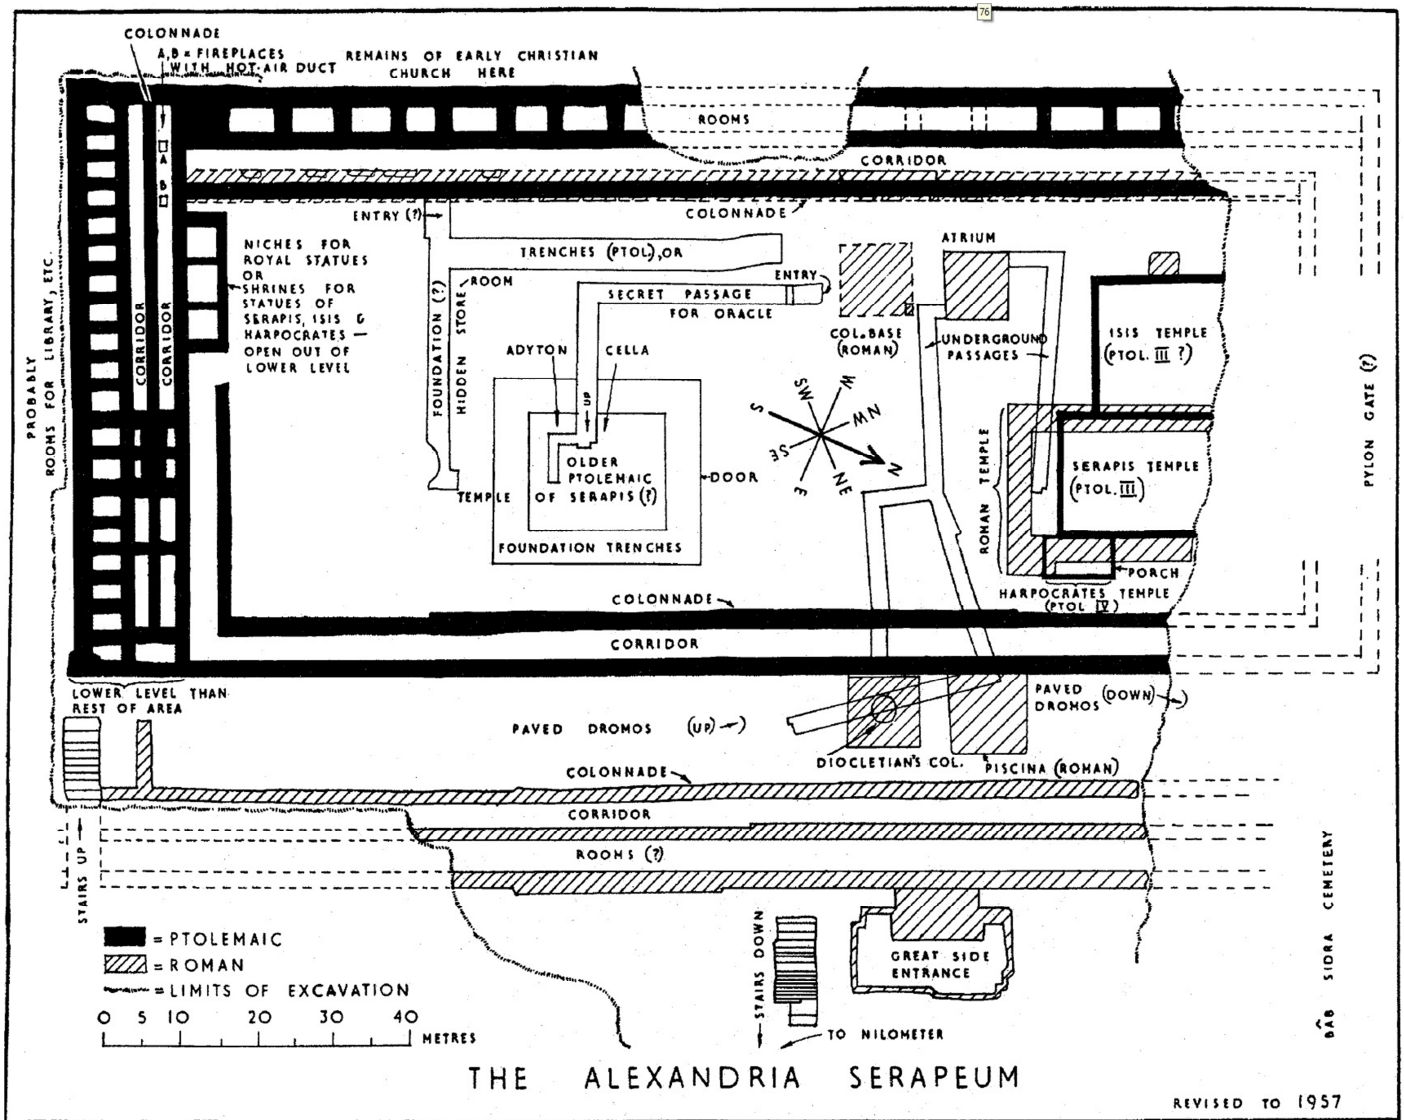 76
COLONNADE
A,B = FIREPLACES
WITH HOT-AIR DUCT
REMAINS OF EARLY CHRISTIAN
CHURCH HERE
ROOMS
CORRIDOR
A
B
ENTRY (?)
COLONNADE
NICHES FOR
ROYAL STATUES
OR
SHRINES FOR
STATUES OF
SERAPIS, ISIS &
HARPOCRATES —
OPEN OUT OF
LOWER LEVEL
TRENCHES (PTOL), OR
ROOM
FOUNDATION (?)
HIDDEN STORE
ENTRY
SECRET PASSAGE
FOR ORACLE
ATRIUM
COL. BASE
(ROMAN)
UNDERGROUND
PASSAGES
ISIS TEMPLE
(PTOL. III ?)
CORRIDOR
CORRIDOR
PROBABLY
ROOMS FOR LIBRARY, ETC.
ADYTON
CELLA
UP
S
SW
W
NW
N
NE
E
SE
PYLON GATE (?)
OLDER
PTOLEMAIC
TEMPLE OF SERAPIS (?)
DOOR
FOUNDATION TRENCHES
ROMAN TEMPLE
SERAPIS TEMPLE
(PTOL. III)
PORCH
HARPOCRATES TEMPLE
(PTOL IV)
COLONNADE
CORRIDOR
LOWER LEVEL THAN
REST OF AREA
PAVED DROMOS (UP)
PAVED
DROMOS (DOWN)
DIOCLETIAN'S COL.
PISCINA (ROMAN)
COLONNADE
CORRIDOR
ROOMS (?)
STAIRS UP
STAIRS DOWN
GREAT SIDE
ENTRANCE
TO NILOMETER
BÂB SIDRA CEMETERY
= PTOLEMAIC
= ROMAN
= LIMITS OF EXCAVATION
0 5 10 20 30 40
METRES
THE ALEXANDRIA SERAPEUM
REVISED TO 1957